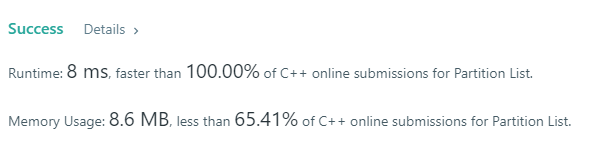 Success Details >
Runtime: 8 ms, faster than 100.00% of C++ online submissions for Partition List.
Memory Usage: 8.6 MB, less than 65.41% of C++ online submissions for Partition List.